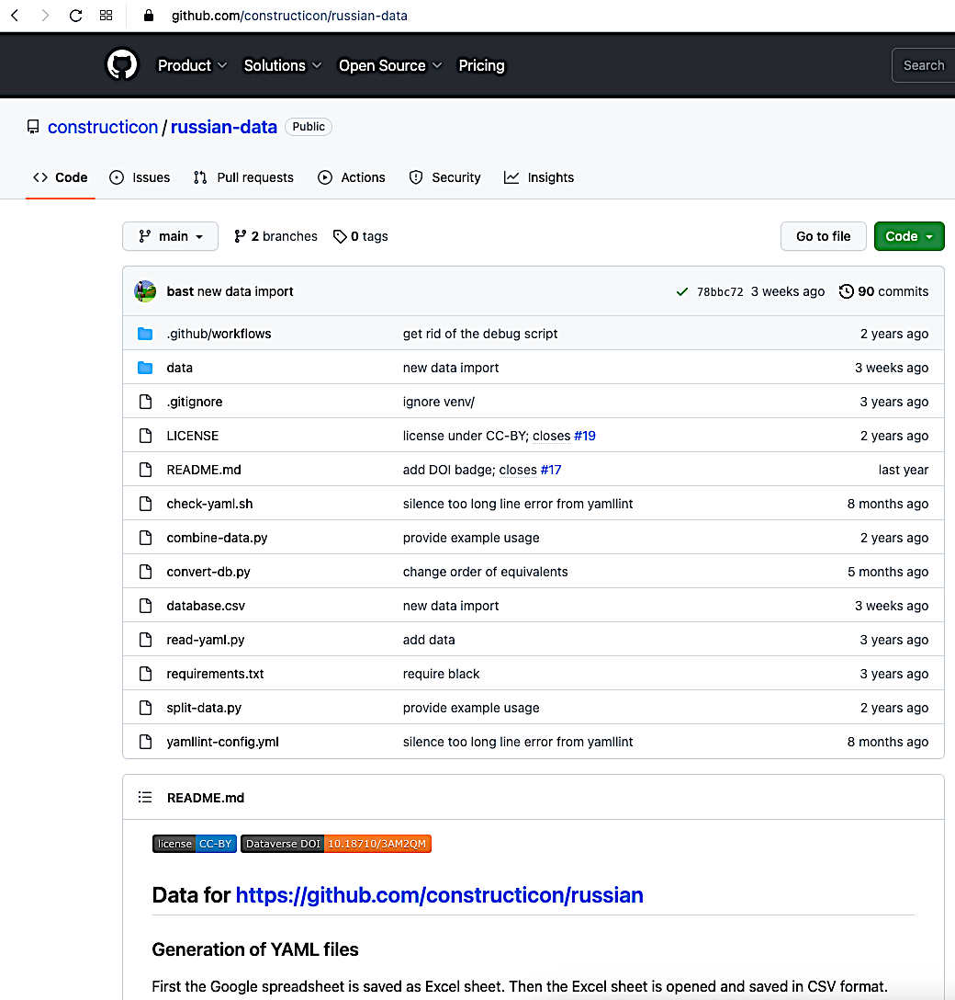 github.com/constructicon/russian-data
Product Solutions Open Source Pricing Search
constructicon / russian-data Public
Code Issues Pull requests Actions Security Insights
main 2 branches 0 tags Go to file Code
bast new data import 78bbc72 3 weeks ago 90 commits
.github/workflows get rid of the debug script 2 years ago
data new data import 3 weeks ago
.gitignore ignore venv/ 3 years ago
LICENSE license under CC-BY; closes #19 2 years ago
README.md add DOI badge; closes #17 last year
check-yaml.sh silence too long line error from yamllint 8 months ago
combine-data.py provide example usage 2 years ago
convert-db.py change order of equivalents 5 months ago
database.csv new data import 3 weeks ago
read-yaml.py add data 3 years ago
requirements.txt require black 3 years ago
split-data.py provide example usage 2 years ago
yamllint-config.yml silence too long line error from yamllint 8 months ago
README.md
license CC-BY Dataverse DOI 10.18710/3AM2QM
Data for https://github.com/constructicon/russian
Generation of YAML files
First the Google spreadsheet is saved as Excel sheet. Then the Excel sheet is opened and saved in CSV format.